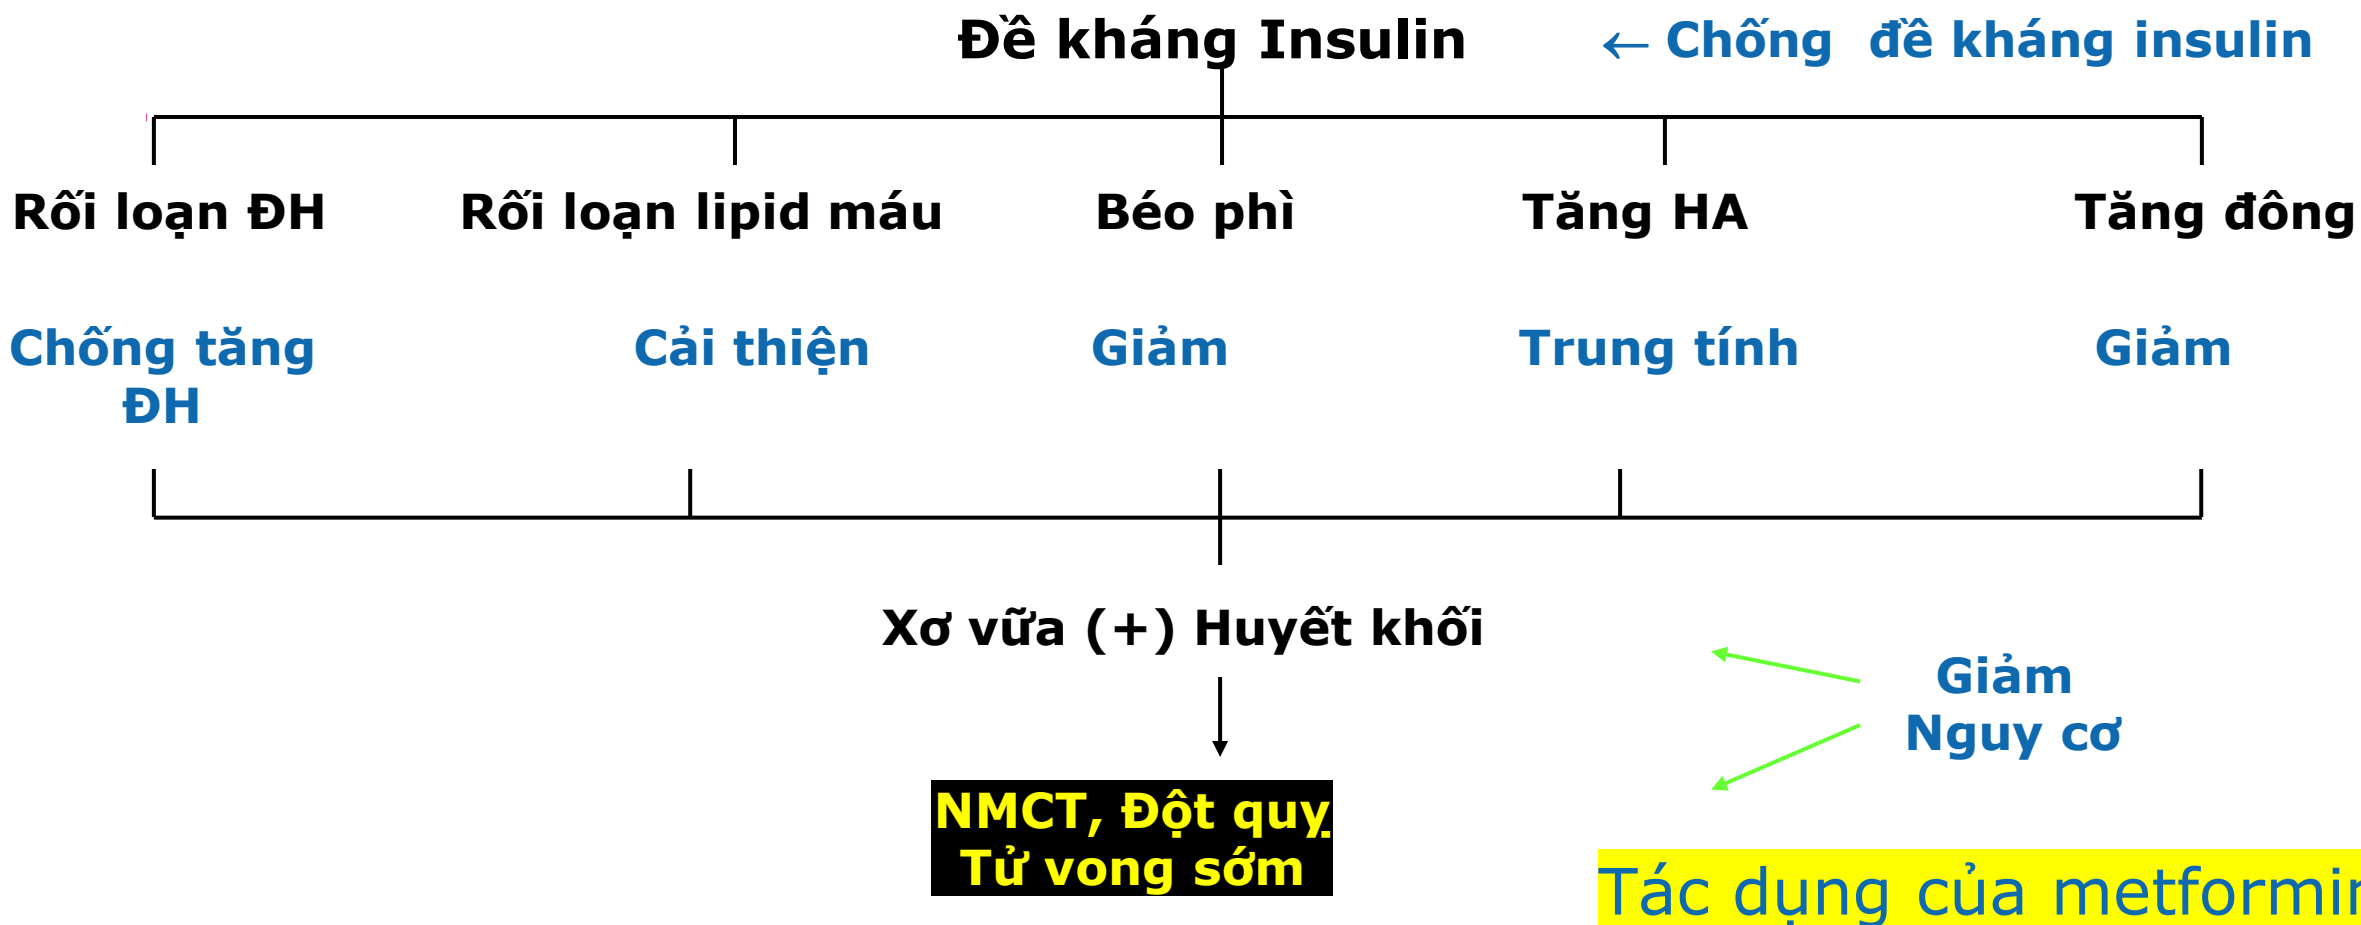 Đề kháng Insulin ← Chống đề kháng insulin
Rối loạn ĐH Rối loạn lipid máu Béo phì Tăng HA Tăng đông
Chống tăng ĐH Cải thiện Giảm Trung tính Giảm
Xơ vữa (+) Huyết khối
Giảm
Nguy cơ
NMCT, Đột quỵ
Tử vong sớm
Tác dụng của metformin